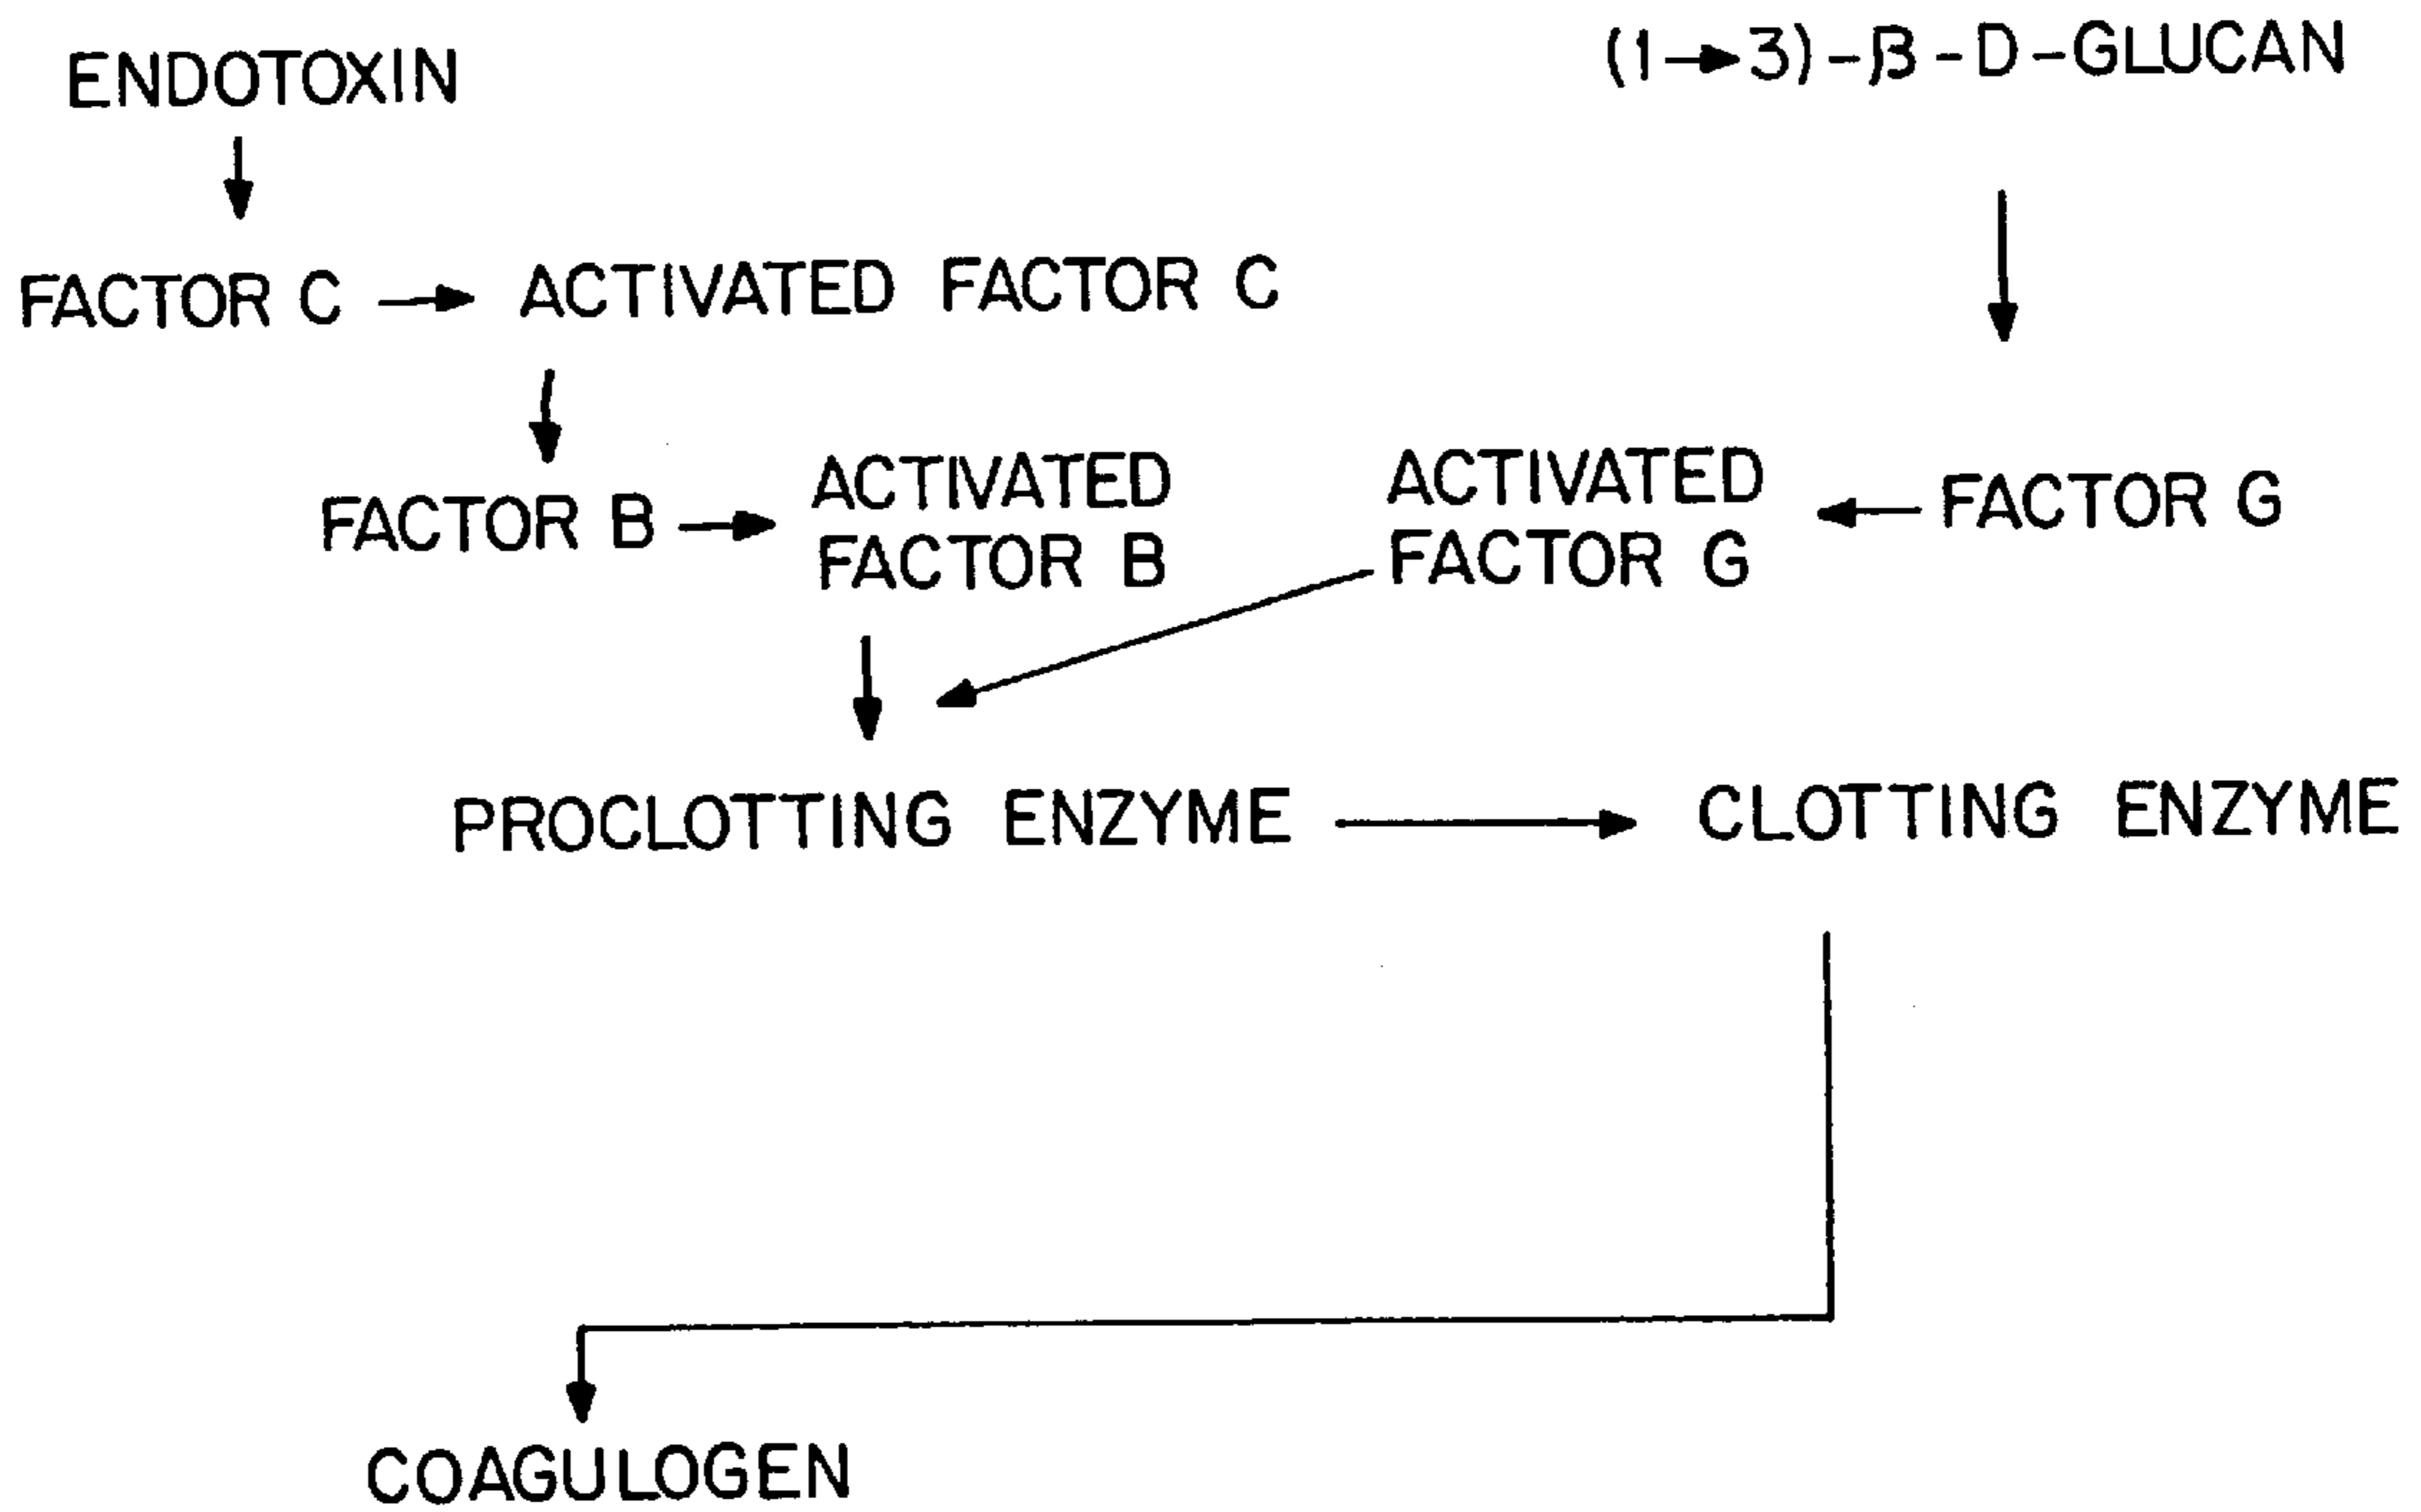 ENDOTOXIN
(1→3)-β-D-GLUCAN
FACTOR C → ACTIVATED FACTOR C
FACTOR B → ACTIVATED
FACTOR B
ACTIVATED
FACTOR G
FACTOR G
PROCLOTTING ENZYME → CLOTTING ENZYME
COAGULOGEN